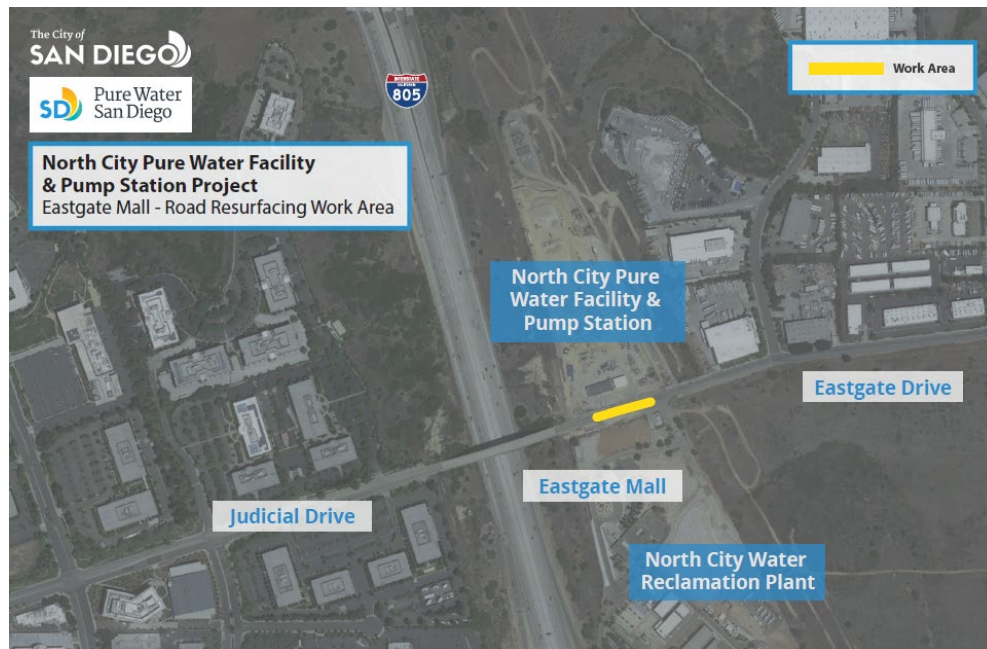 The City of
SAN DIEGO
SD
Pure Water
San Diego
North City Pure Water Facility
& Pump Station Project
Eastgate Mall - Road Resurfacing Work Area
INTERSTATE
805
Work Area
North City Pure
Water Facility &
Pump Station
Eastgate Drive
Eastgate Mall
Judicial Drive
North City Water
Reclamation Plant